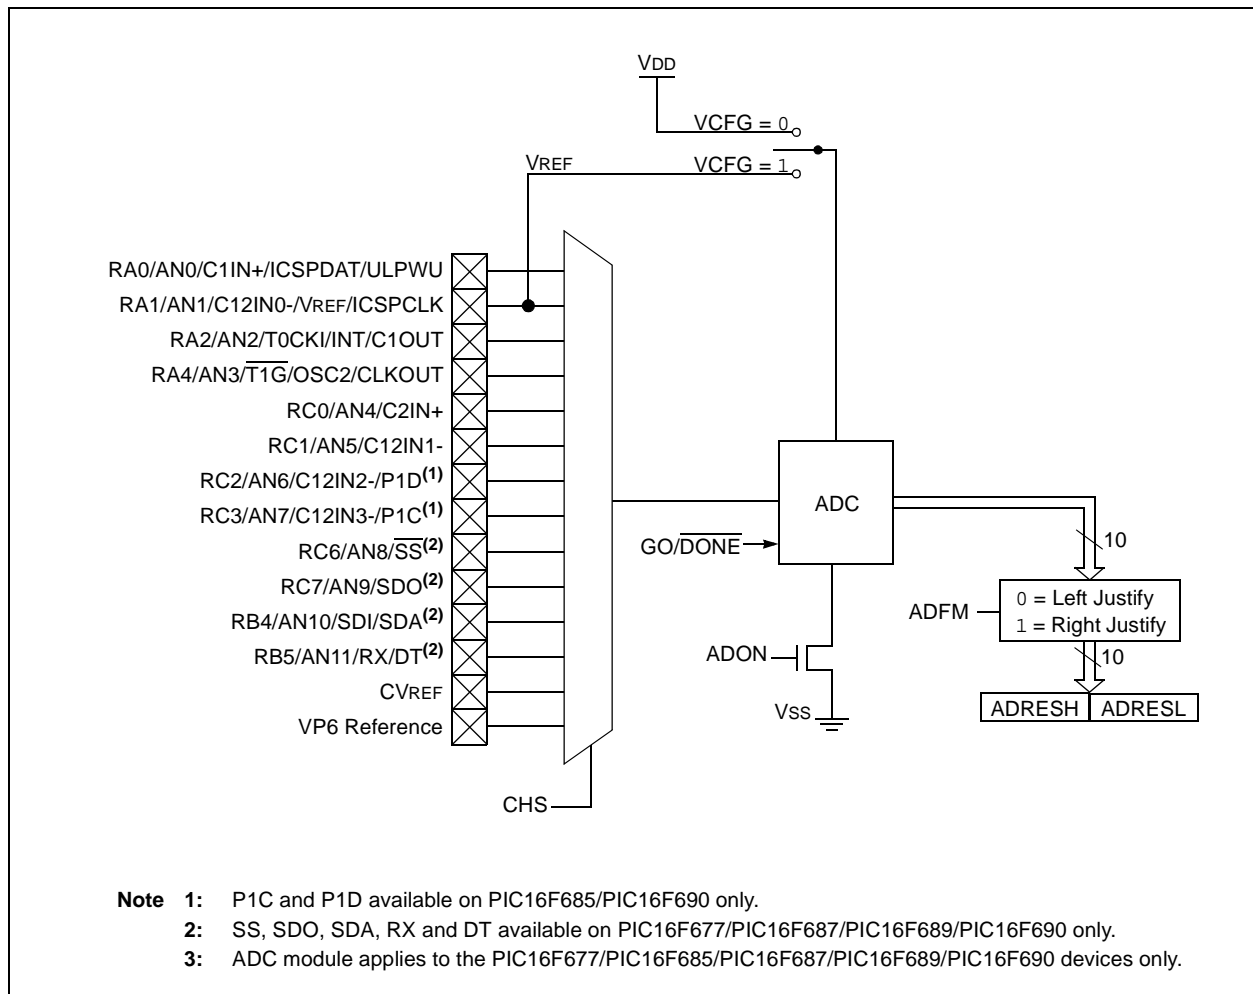 VDD
VCFG = 0
VREF
VCFG = 1
RA0/AN0/C1IN+/ICSPDAT/ULPWU
RA1/AN1/C12IN0-/VREF/ICSPCLK
RA2/AN2/T0CKI/INT/C1OUT
RA4/AN3/T1G/OSC2/CLKOUT
RC0/AN4/C2IN+
RC1/AN5/C12IN1-
RC2/AN6/C12IN2-/P1D(1)
RC3/AN7/C12IN3-/P1C(1)
RC6/AN8/SS(2)
RC7/AN9/SDO(2)
RB4/AN10/SDI/SDA(2)
RB5/AN11/RX/DT(2)
CVREF
VP6 Reference
CHS
ADC
GO/DONE
ADON
VSS
10
ADFM
0 = Left Justify
1 = Right Justify
10
ADRESH ADRESL
Note 1: P1C and P1D available on PIC16F685/PIC16F690 only.
2: SS, SDO, SDA, RX and DT available on PIC16F677/PIC16F687/PIC16F689/PIC16F690 only.
3: ADC module applies to the PIC16F677/PIC16F685/PIC16F687/PIC16F689/PIC16F690 devices only.